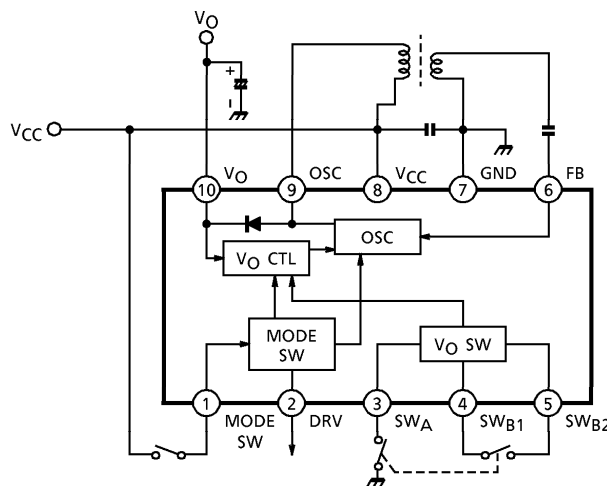 VO
+
−
VCC
VO OSC VCC GND FB
10 9 8 7 6
OSC
VO CTL
MODE
SW
VO SW
1 2 3 4 5
MODE
SW
DRV SWA SWB1 SWB2